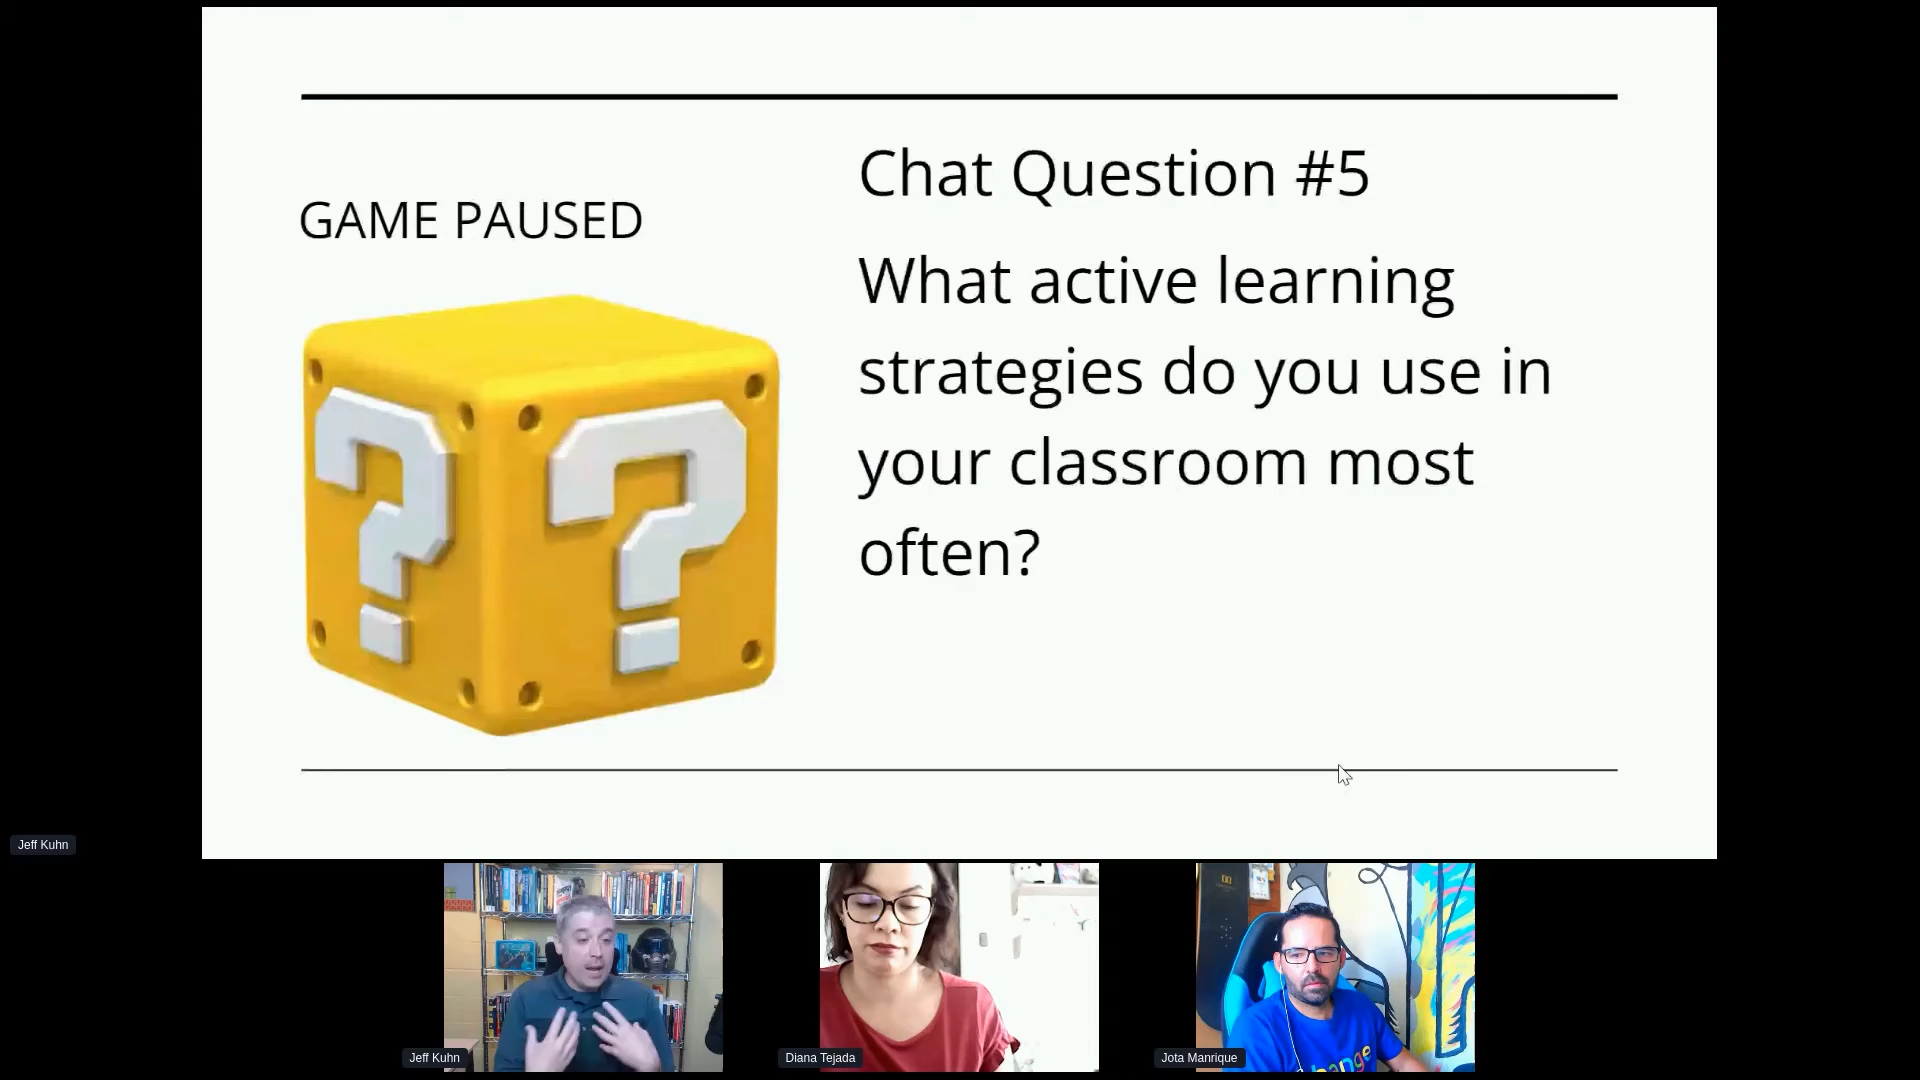 GAME PAUSED
Chat Question #5
What active learning
strategies do you use in
your classroom most
often?
Jeff Kuhn
Jeff Kuhn
Diana Tejada
Jota Manrique